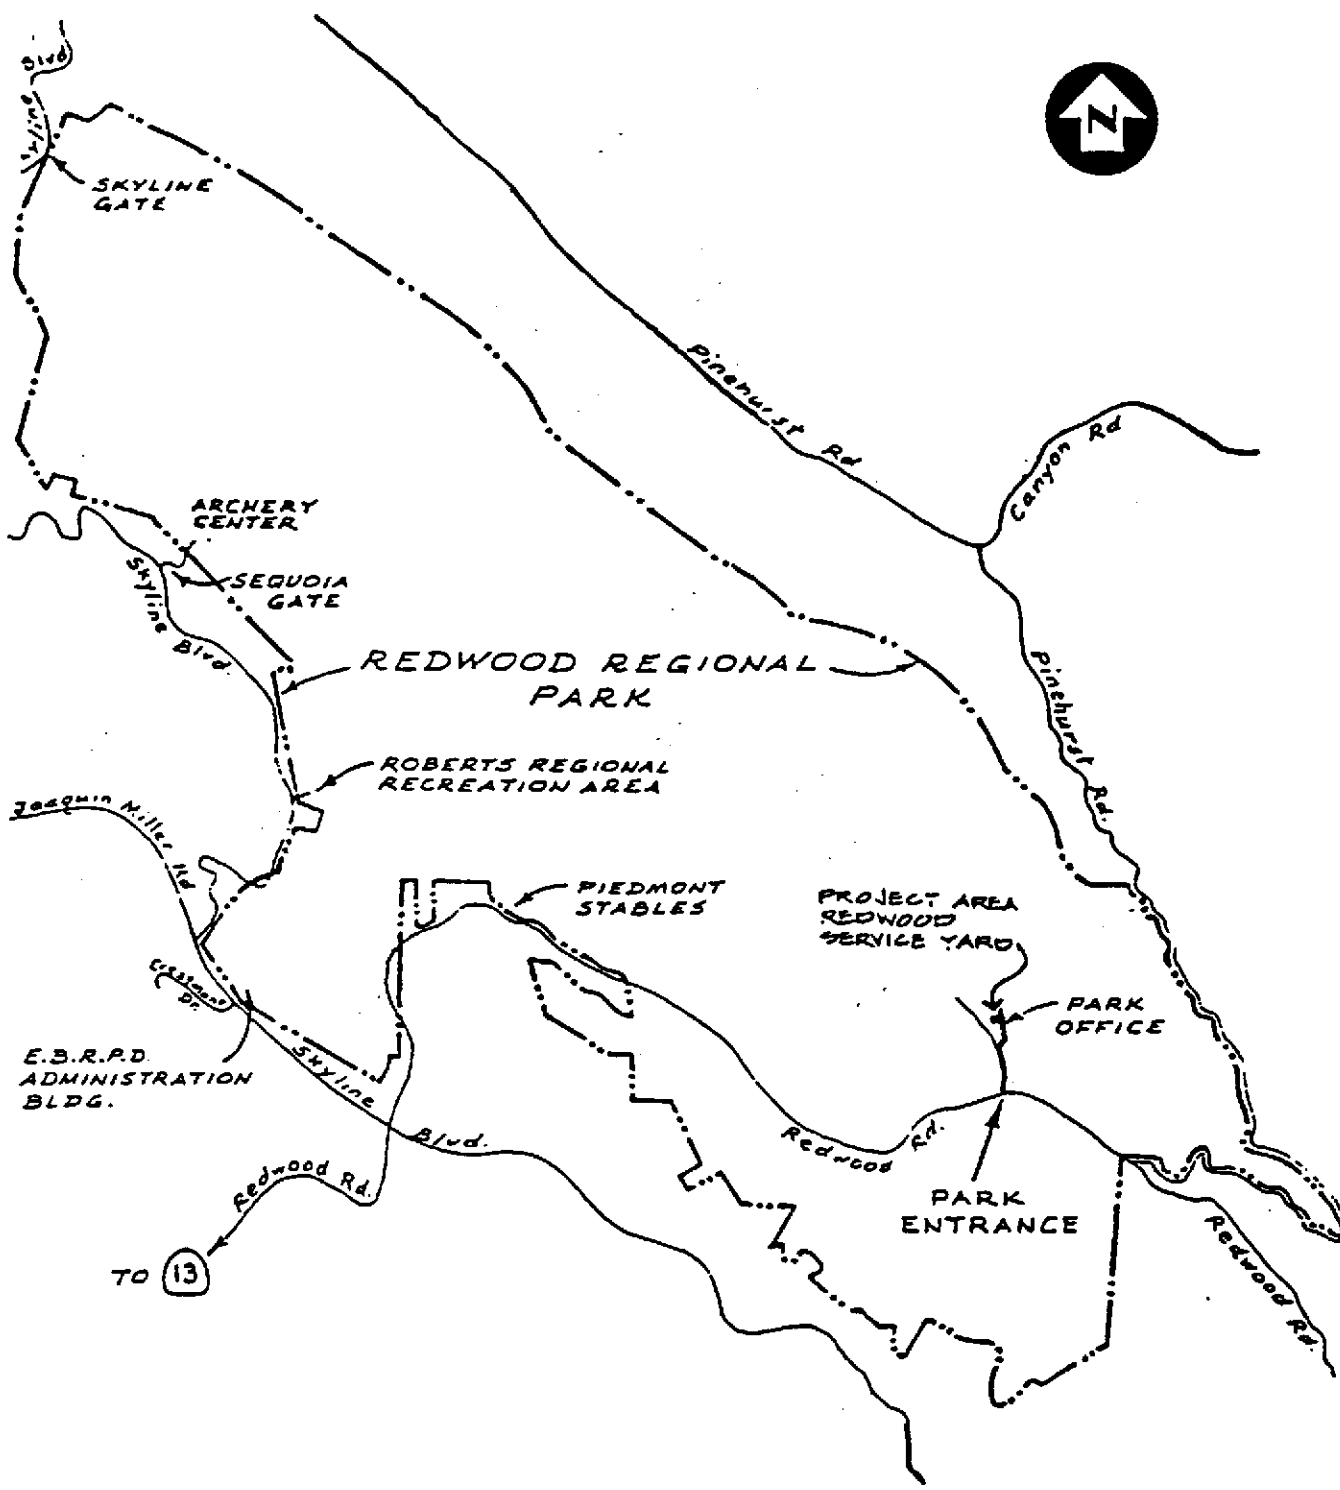 Blvd
Skyline
N
SKYLINE
GATE
Pinehurst Rd
Canyon Rd
ARCHERY
CENTER
SEQUOIA
GATE
Skyline Blvd.
REDWOOD REGIONAL
PARK
Pinehurst Rd.
ROBERTS REGIONAL
RECREATION AREA
Joaquin Miller Rd
PIEDMONT
STABLES
PROJECT AREA
REDWOOD
SERVICE YARD
Crestmont
Dr.
PARK
OFFICE
E.B.R.P.D.
ADMINISTRATION
BLDG.
Skyline Blvd.
Redwood Rd.
Redwood Rd.
PARK
ENTRANCE
Redwood Rd.
TO 13